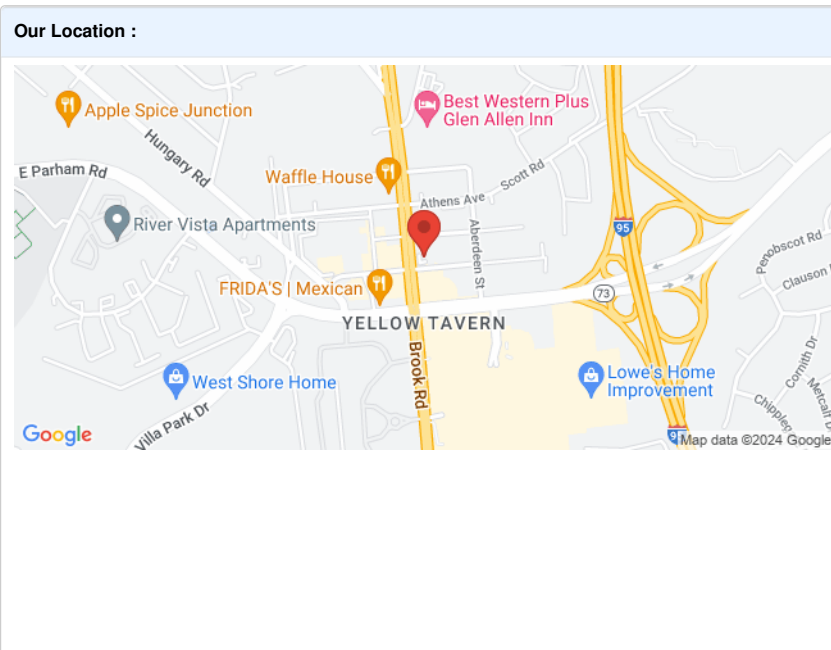 Our Location :
Apple Spice Junction
Best Western Plus
Glen Allen Inn
Hungary Rd
E Parham Rd
Waffle House
Scott Rd
Athens Ave
River Vista Apartments
Aberdeen St
95
Penobscot Rd
Clauson
FRIDA'S | Mexican
73
YELLOW TAVERN
Brook Rd
Cornith Dr
West Shore Home
Lowe's Home
Improvement
Metcalf D
Chippleg
Villa Park Dr
Google
Map data ©2024 Google